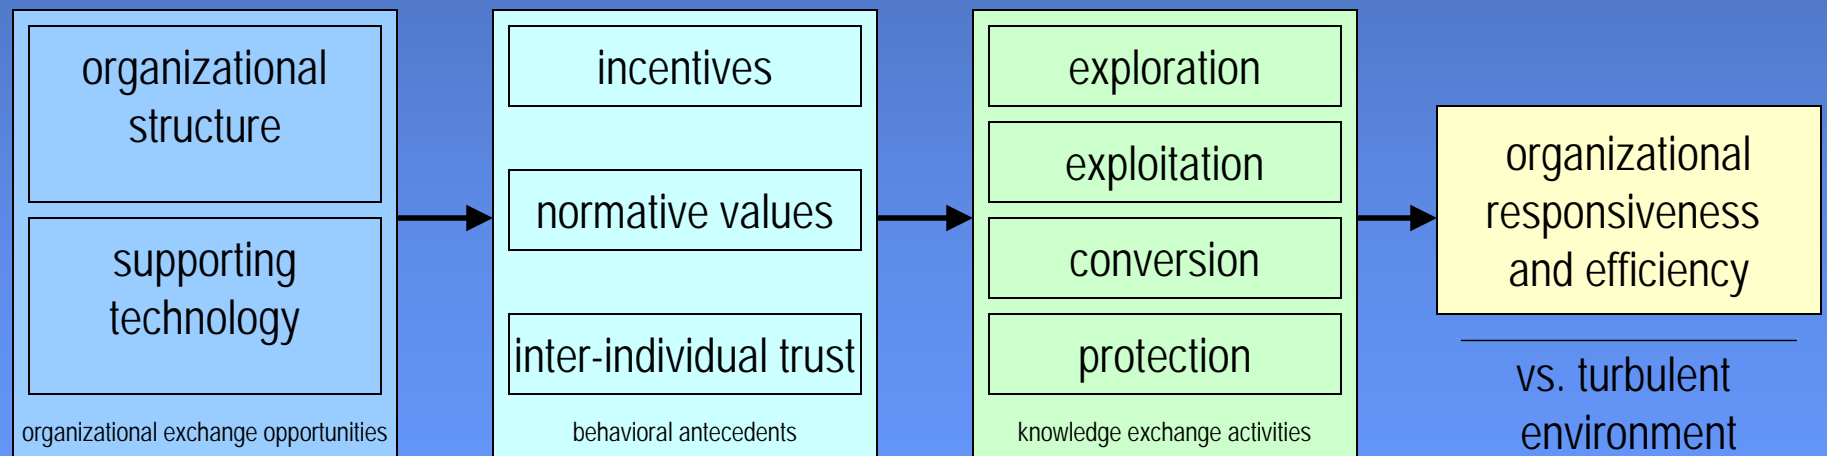 organizational
structure
supporting
technology
organizational exchange opportunities
incentives
normative values
inter-individual trust
behavioral antecedents
exploration
exploitation
conversion
protection
knowledge exchange activities
organizational
responsiveness
and efficiency
vs. turbulent
environment